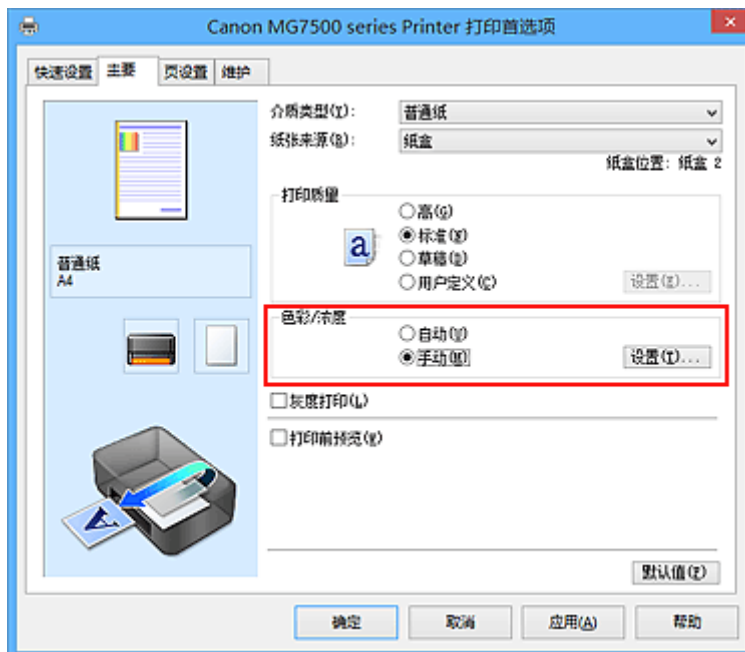 Canon MG7500 series Printer 打印首选项
快速设置 主要 页设置 维护
介质类型(Y): 普通纸
纸张来源(R): 纸盒
纸盒位置: 纸盒 2
打印质量
高(G)
a 标准(N)
草稿(D)
普通纸
A4
用户定义(C) 设置(E)...
色彩/浓度
自动(U)
手动(M) 设置(T)...
灰度打印(L)
打印前预览(V)
A
默认值(F)
确定 取消 应用(A) 帮助